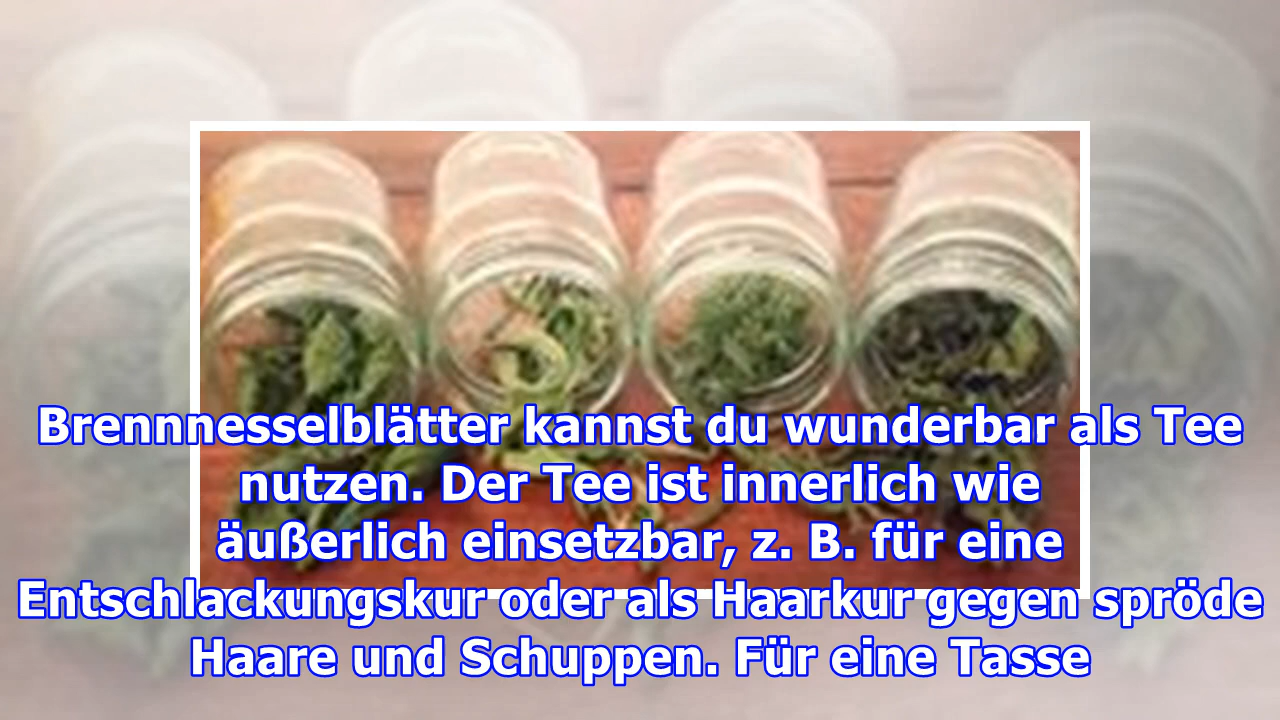 Brennnesselblätter kannst du wunderbar als Tee
nutzen. Der Tee ist innerlich wie
äußerlich einsetzbar, z. B. für eine
Entschlackungskur oder als Haarkur gegen spröde
Haare und Schuppen. Für eine Tasse